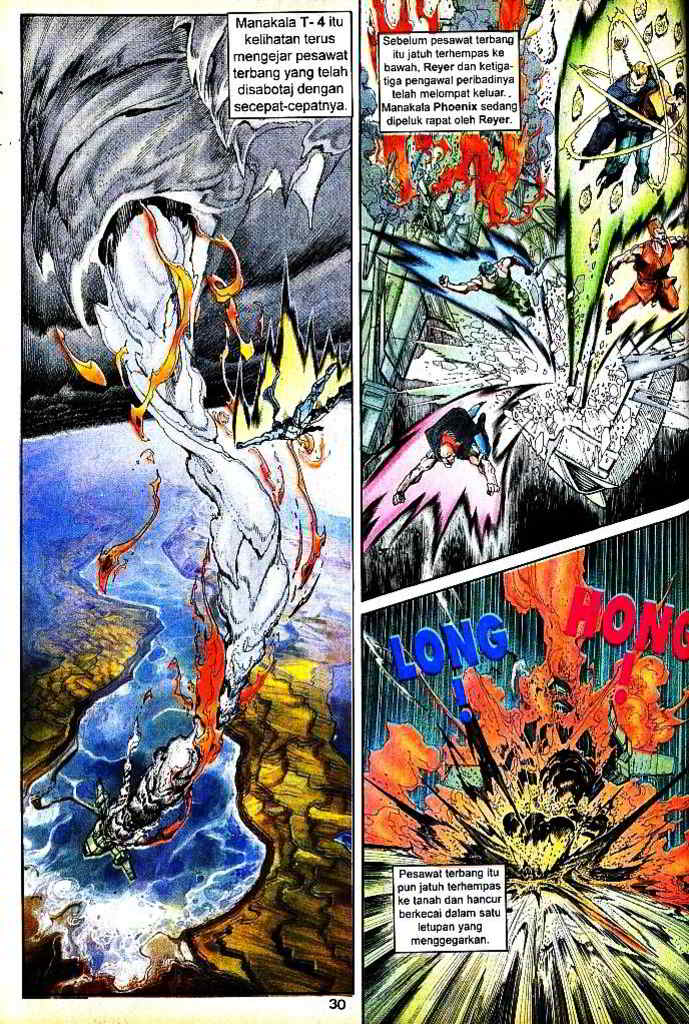 Manakala T-4 itu
kelihatan terus
mengejar pesawat
terbang yang telah
disabotaj dengan
secepat-cepatnya.
Sebelum pesawat terbang
itu jatuh terhempas ke
bawah, Reyer dan ketiga-
tiga pengawal peribadinya
telah melompat keluar.
Manakala Phoenix sedang
dipeluk rapat oleh Reyer.
LONG
!
HONG
!
Pesawat terbang itu
pun jatuh terhempas
ke tanah dan hancur
berkecai dalam satu
letupan yang
menggegarkan.
30